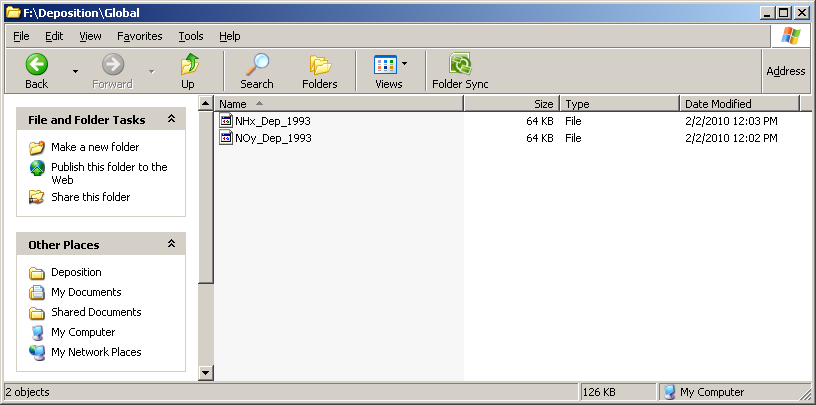 F:\Deposition\Global
File Edit View Favorites Tools Help
Back Forward Up Search Folders Views Folder Sync Address
File and Folder Tasks
Make a new folder
Publish this folder to the
Web
Share this folder
Other Places
Deposition
My Documents
Shared Documents
My Computer
My Network Places
Name Size Type Date Modified
NHx_Dep_1993 64 KB File 2/2/2010 12:03 PM
NOy_Dep_1993 64 KB File 2/2/2010 12:02 PM
2 objects 126 KB My Computer